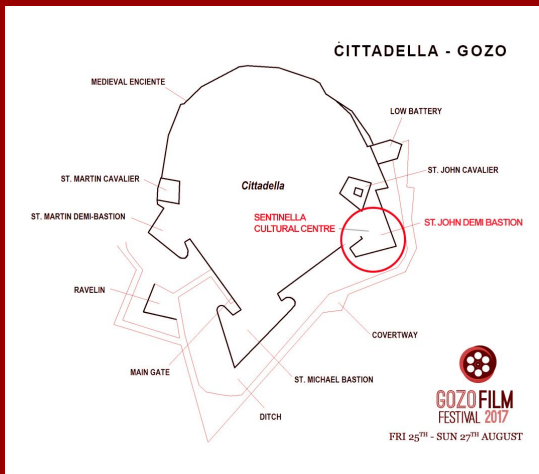 CITTADELLA - GOZO
MEDIEVAL ENCIENTE
LOW BATTERY
ST. MARTIN CAVALIER
Cittadella
ST. JOHN CAVALIER
ST. MARTIN DEMI-BASTION
SENTINELLA
CULTURAL CENTRE
ST. JOHN DEMI BASTION
RAVELIN
COVERTWAY
MAIN GATE
ST. MICHAEL BASTION
DITCH
GOZO FILM
FESTIVAL 2017
FRI 25TH - SUN 27TH AUGUST